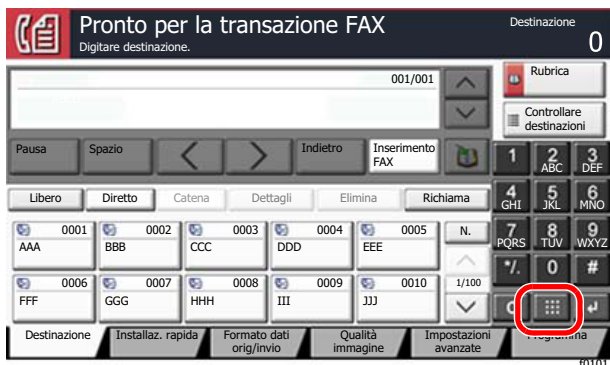 Pronto per la transazione FAX
Digitare destinazione.
Destinazione
0
001/001
Rubrica
Controllare destinazioni
Pausa Spazio Indietro Inserimento FAX
1 2 ABC 3 DEF
4 GHI 5 JKL 6 MNO
7 PQRS 8 TUV 9 WXYZ
*/. 0 #
C
Libero Diretto Catena Dettagli Elimina Richiama
0001 0002 0003 0004 0005 N.
AAA BBB CCC DDD EEE
0006 0007 0008 0009 0010 1/100
FFF GGG HHH III JJJ
Destinazione Installaz. rapida Formato dati orig/invio Qualità immagine Impostazioni avanzate Programma
f0101